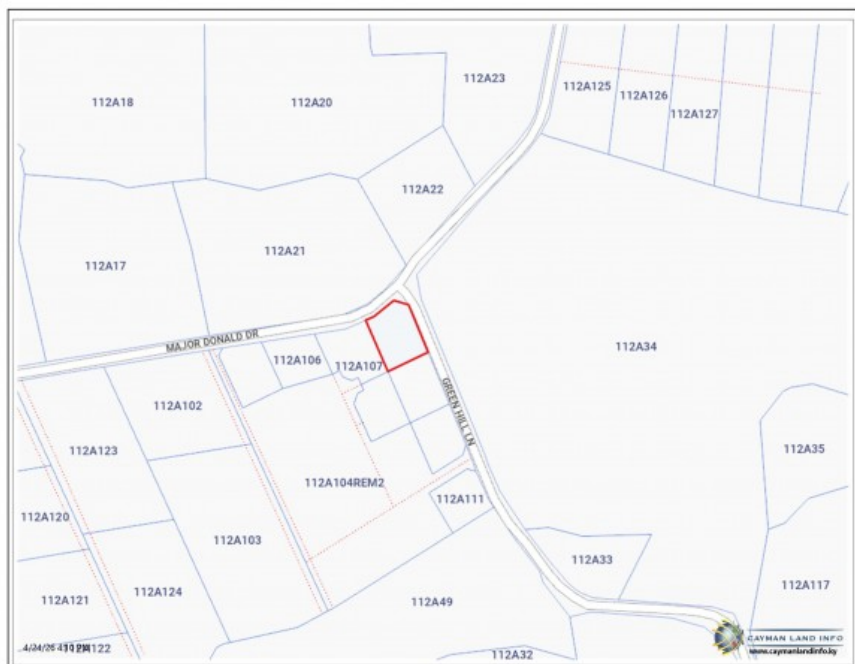 112A23
112A125
112A18
112A20
112A126
112A127
112A22
112A21
112A17
MAJOR DONALD DR
112A34
112A106
112A107
GREEN HILL LN
112A102
112A123
112A35
112A104REM2
112A111
112A120
112A103
112A33
112A124
112A117
112A121
112A49
CAYMAN LAND INFO
www.caymanlandinfo.ky
112A32